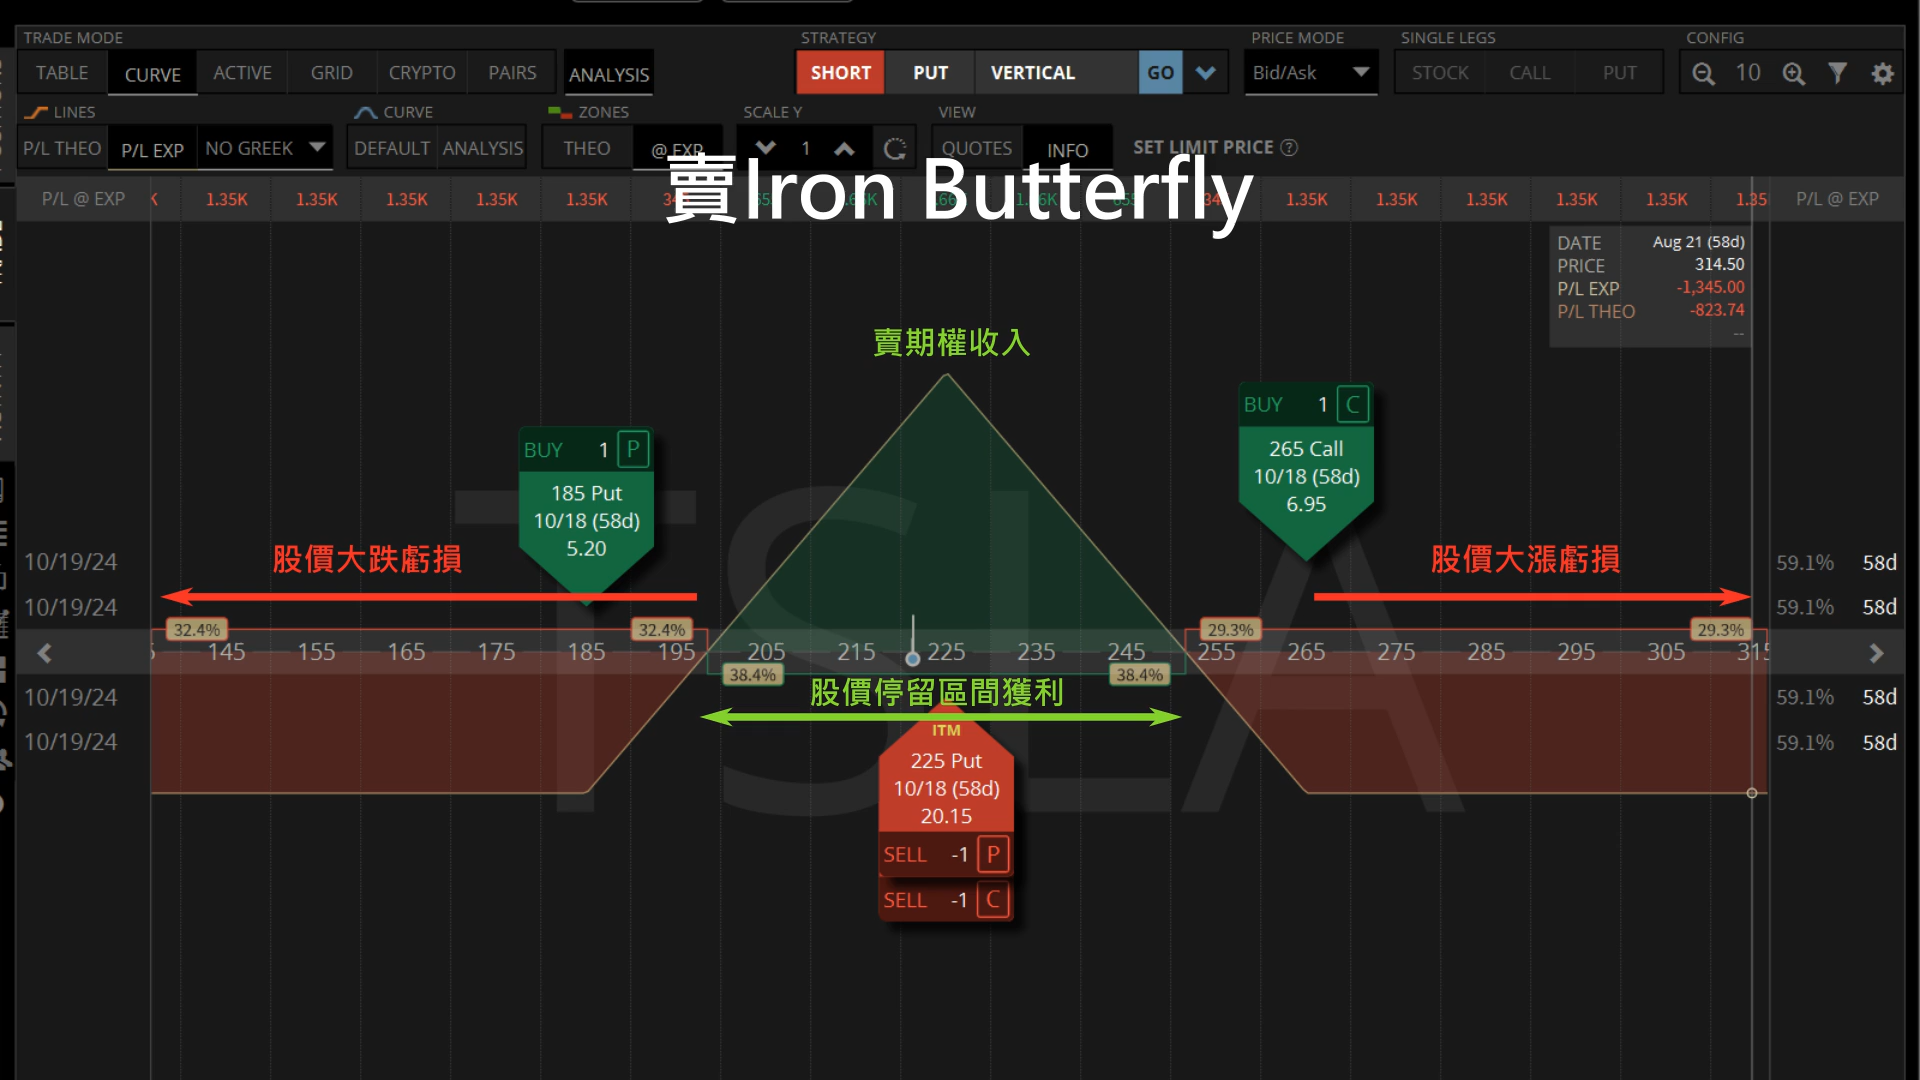 TRADE MODE
STRATEGY
PRICE MODE
SINGLE LEGS
CONFIG
TABLE CURVE ACTIVE GRID CRYPTO PAIRS ANALYSIS
SHORT PUT VERTICAL GO
Bid/Ask
STOCK CALL PUT
10
LINES
CURVE
ZONES
SCALE Y
VIEW
P/L THEO P/L EXP NO GREEK
DEFAULT ANALYSIS
THEO @ EXP
1
QUOTES INFO
SET LIMIT PRICE
賣Iron Butterfly
P/L @ EXP 1.35K 1.35K 1.35K 1.35K 1.35K 1.35K 1.35K 1.35K 1.35K 1.35K 1.35 P/L @ EXP
DATE Aug 21 (58d)
PRICE 314.50
P/L EXP -1,345.00
P/L THEO -823.74
--
賣期權收入
BUY 1 C
265 Call
10/18 (58d)
6.95
BUY 1 P
185 Put
10/18 (58d)
5.20
TSLA
股價大跌虧損
股價大漲虧損
10/19/24 59.1% 58d
10/19/24 59.1% 58d
32.4% 32.4% 29.3% 29.3%
145 155 165 175 185 195 205 215 225 235 245 255 265 275 285 295 305 315
38.4% 38.4%
股價停留區間獲利
10/19/24 59.1% 58d
10/19/24 59.1% 58d
ITM
225 Put
10/18 (58d)
20.15
SELL -1 P
SELL -1 C